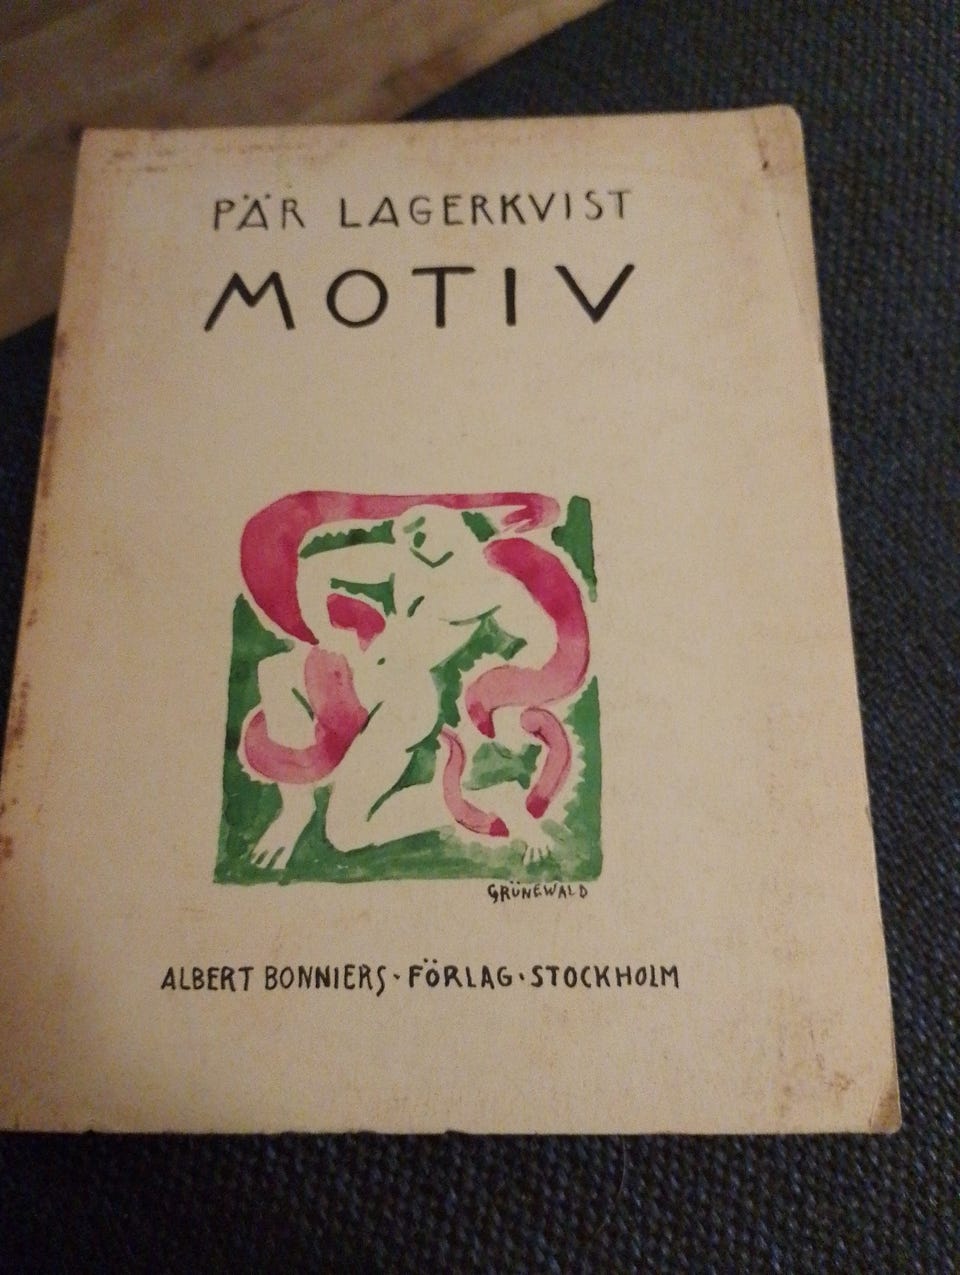 PÄR LAGERKVIST
MOTIV
GRÜNEWALD
ALBERT BONNIERS · FÖRLAG · STOCKHOLM